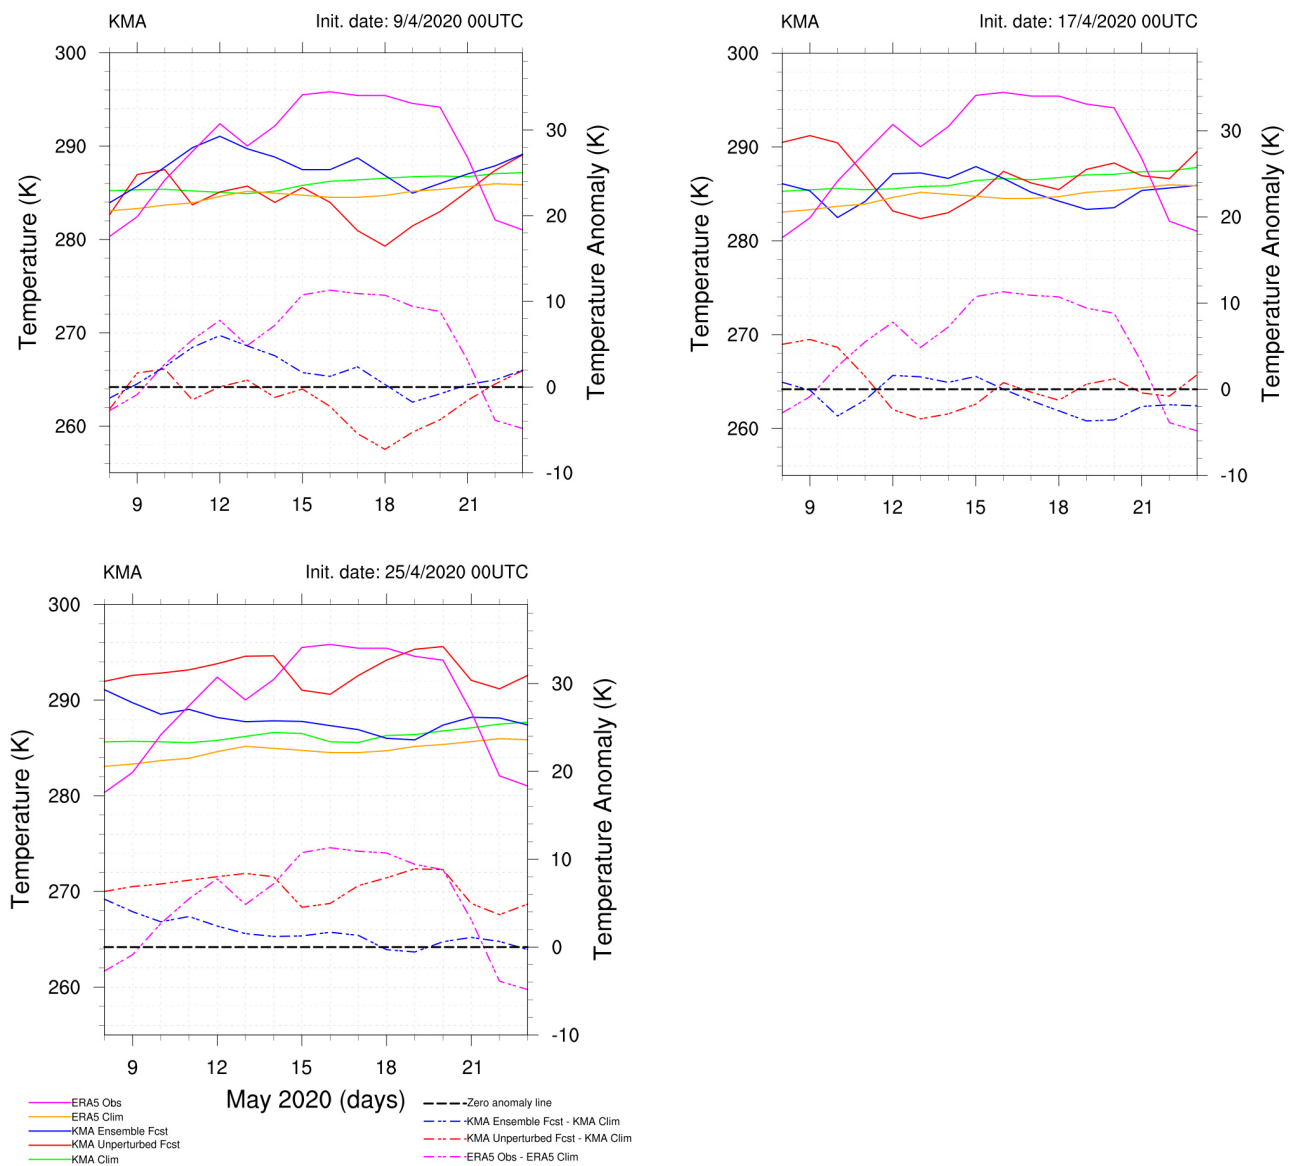 KMA Init. date: 9/4/2020 00UTC
300
290
280
270
260
Temperature (K)
30
20
10
0
-10
Temperature Anomaly (K)
9 12 15 18 21
KMA Init. date: 17/4/2020 00UTC
300
290
280
270
260
Temperature (K)
30
20
10
0
-10
Temperature Anomaly (K)
9 12 15 18 21
KMA Init. date: 25/4/2020 00UTC
300
290
280
270
260
Temperature (K)
30
20
10
0
-10
Temperature Anomaly (K)
9 12 15 18 21
May 2020 (days)
ERA5 Obs
ERA5 Clim
KMA Ensemble Fcst
KMA Unperturbed Fcst
KMA Clim
Zero anomaly line
KMA Ensemble Fcst - KMA Clim
KMA Unperturbed Fcst - KMA Clim
ERA5 Obs - ERA5 Clim